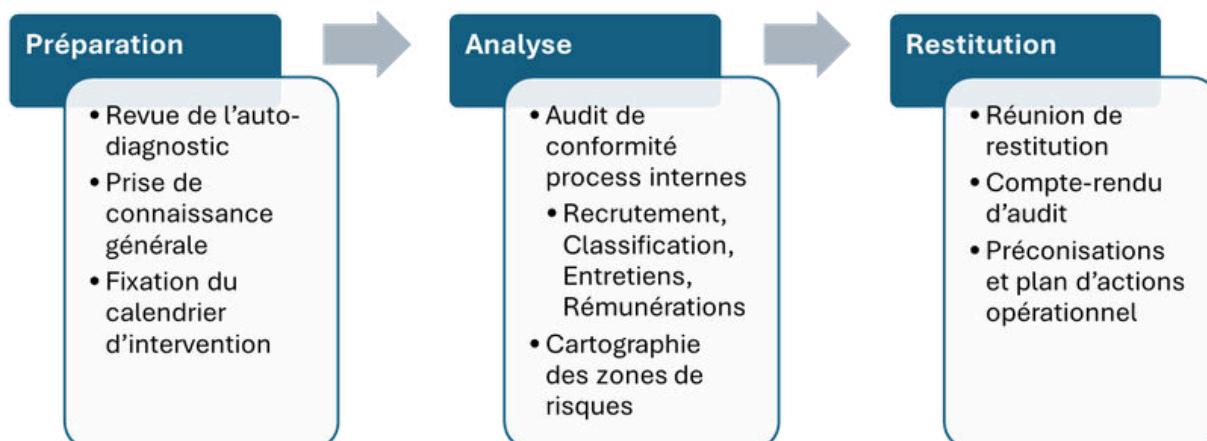 Préparation
• Revue de l’auto-
diagnostic
• Prise de
connaissance
générale
• Fixation du
calendrier
d’intervention
Analyse
• Audit de
conformité
process internes
• Recrutement,
Classification,
Entretiens,
Rémunérations
• Cartographie
des zones de
risques
Restitution
• Réunion de
restitution
• Compte-rendu
d’audit
• Préconisations
et plan d’actions
opérationnel